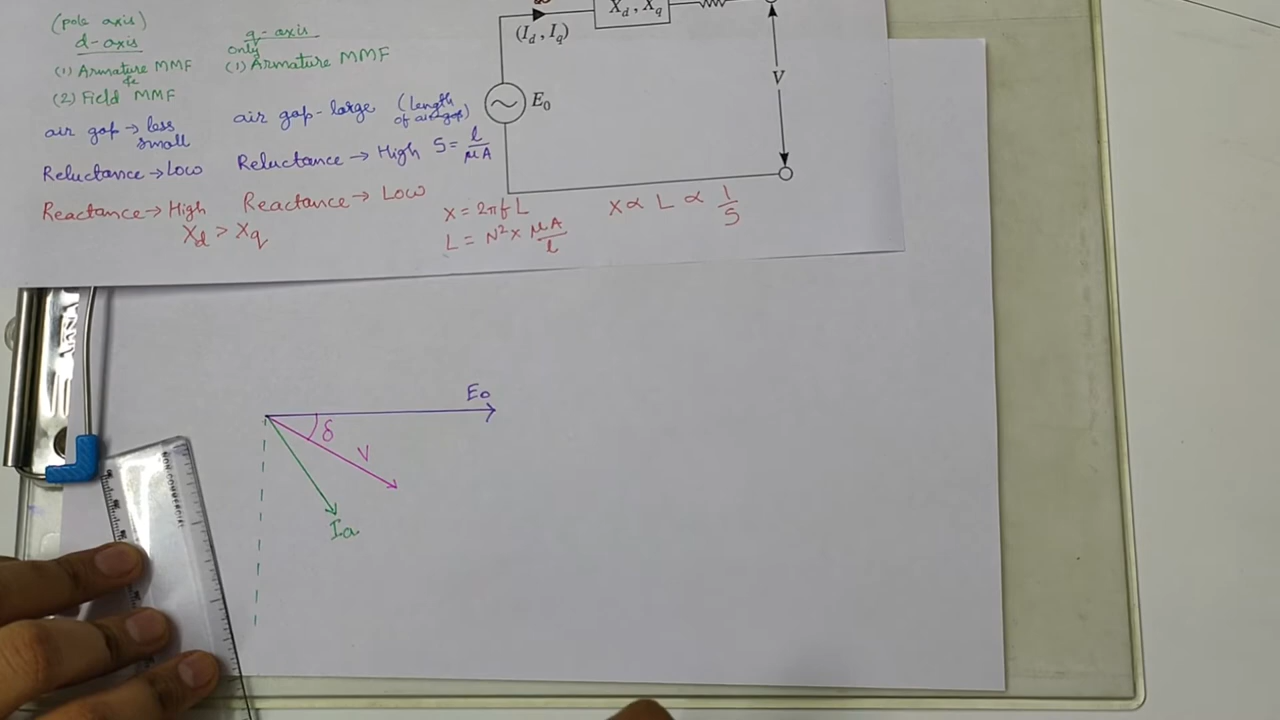 (pole axis)
d-axis
(1) Armature MMF
&
(2) Field MMF
air gap → less
small
Reluctance → Low
Reactance → High
Xd > Xq
q-axis
only
(1) Armature MMF
air gap - large (length
of air gap)
Reluctance → High S = l/μA
Reactance → Low
X = 2πfL
L = N² × μA/l
X ∝ L ∝ 1/S
(Id, Iq)
Xd, Xq
E0
V
E0
δ
V
Ia
NON-COMMERCIAL